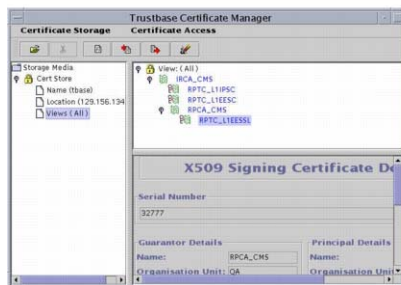 Trustbase Certificate Manager
Certificate Storage Certificate Access
Storage Media
Cert Store
Name (tbase)
Location (129.156.134
Views (All)
View: (All)
IRCA_CMS
RPTC_L1IPSC
RPTC_L1EESC
RPCA_CMS
RPTC_L1EESSL
X509 Signing Certificate De
Serial Number
32777
Guarantor Details Principal Details
Name: RPCA_CMS Name:
Organisation Unit: QA Organisation Unit